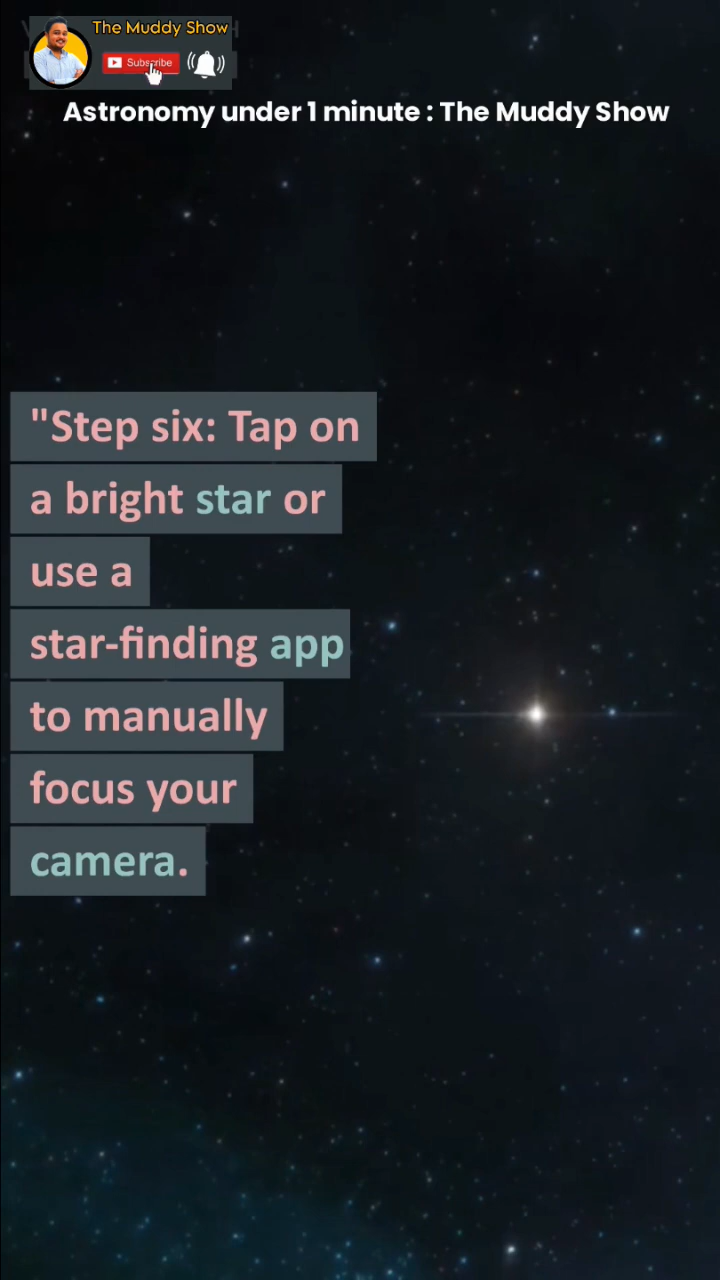 The Muddy Show
Subscribe
Astronomy under 1 minute : The Muddy Show
"Step six: Tap on
a bright star or
use a
star-finding app
to manually
focus your
camera.